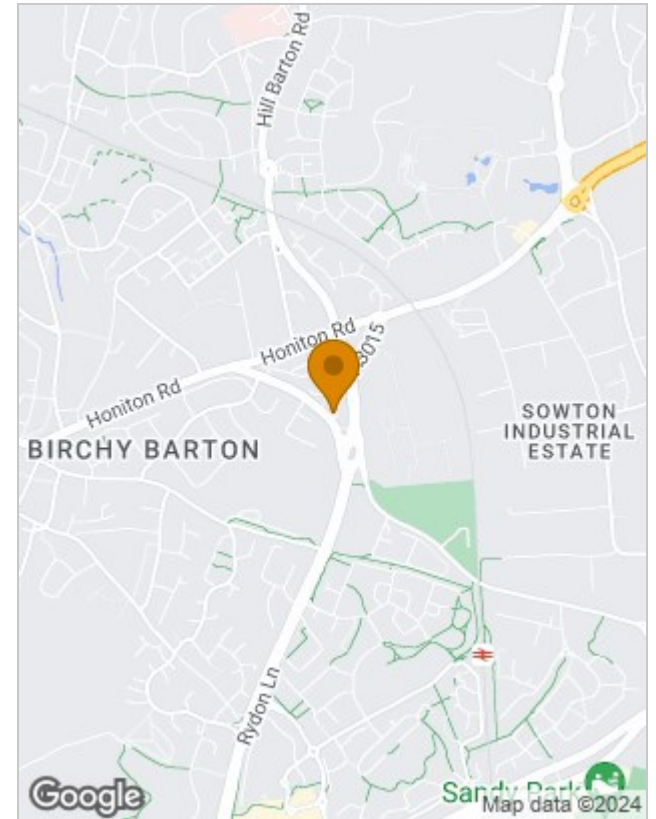 Hill Barton Rd
Honiton Rd
3015
Honiton Rd
SOWTON
INDUSTRIAL
ESTATE
BIRCHY BARTON
Rydon Ln
Sandy Park
Google
Map data ©2024